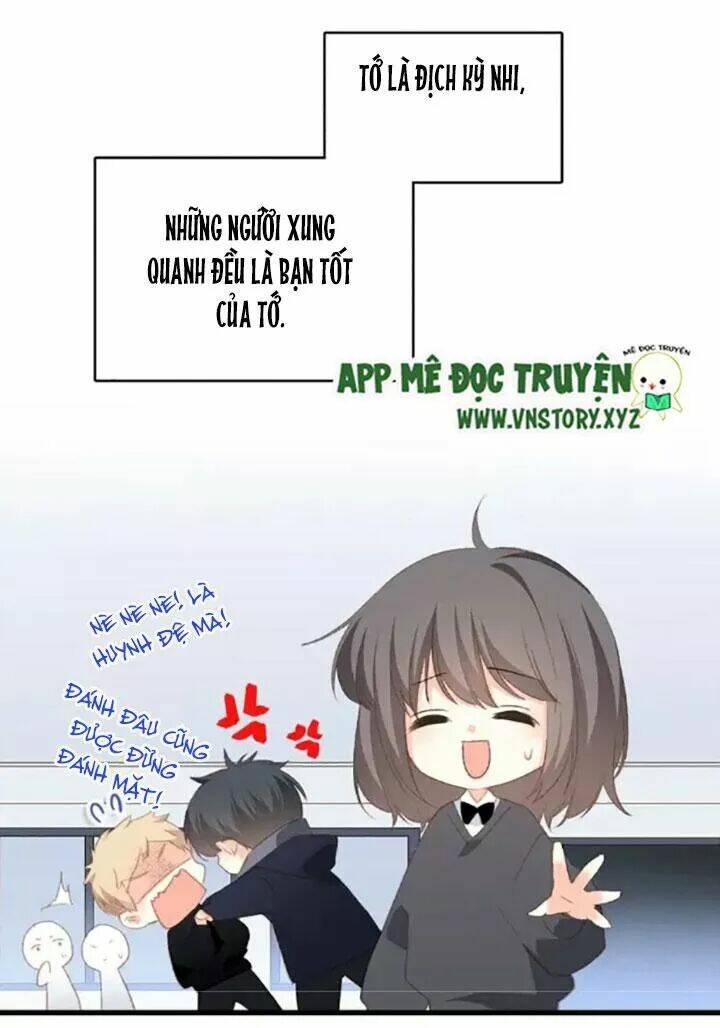 TỚ LÀ ĐỊCH KỲ NHI,
NHỮNG NGƯỜI XUNG
QUANH ĐỀU LÀ BẠN TỐT
CỦA TỚ.
MÊ ĐỌC TRUYỆN
APP MÊ ĐỌC TRUYỆN
WWW.VNSTORY.XYZ
NÈ NÈ NÈ! LÀ
HUYNH ĐỆ MÀ!
ĐÁNH ĐÂU CŨNG
ĐƯỢC ĐỪNG
ĐÁNH MẶT!